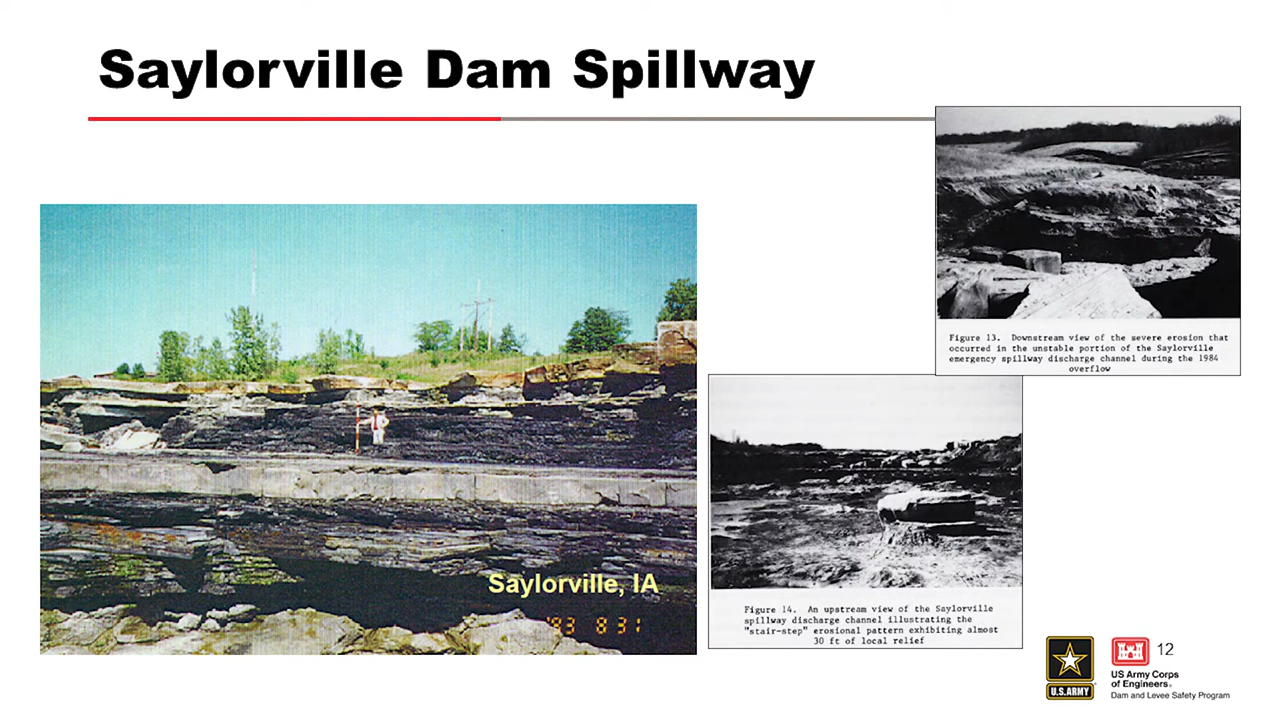 Saylorville Dam Spillway
Figure 13. Downstream view of the severe erosion that
occurred in the unstable portion of the Saylorville
emergency spillway discharge channel during the 1984
overflow
Saylorville, IA
'93 8 31
Figure 14. An upstream view of the Saylorville
spillway discharge channel illustrating the
"stair-step" erosional pattern exhibiting almost
30 ft of local relief
U.S.ARMY
12
US Army Corps
of Engineers®
Dam and Levee Safety Program